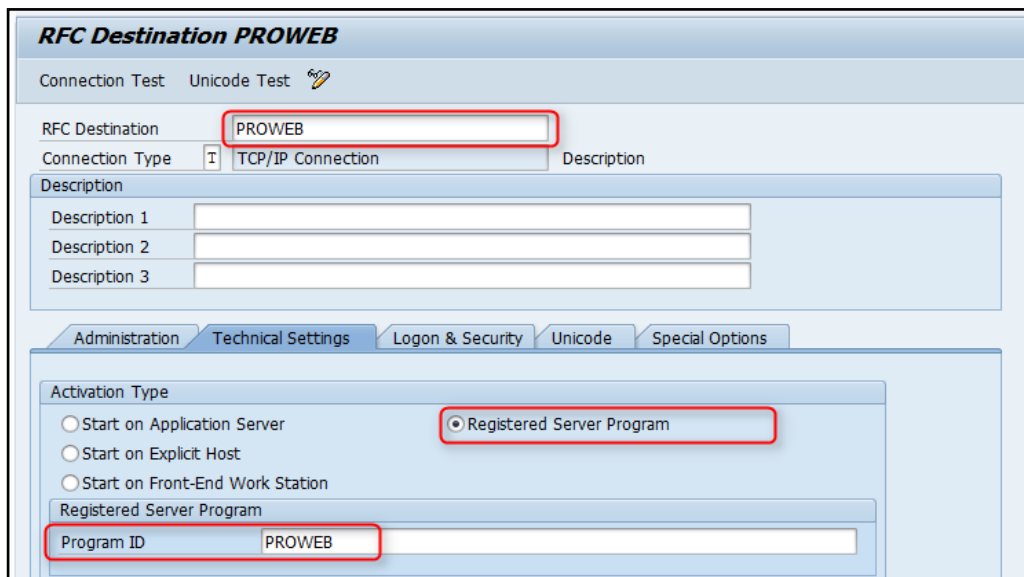 RFC Destination PROWEB
Connection Test Unicode Test
RFC Destination PROWEB
Connection Type T TCP/IP Connection Description
Description
Description 1
Description 2
Description 3
Administration Technical Settings Logon & Security Unicode Special Options
Activation Type
Start on Application Server Registered Server Program
Start on Explicit Host
Start on Front-End Work Station
Registered Server Program
Program ID PROWEB